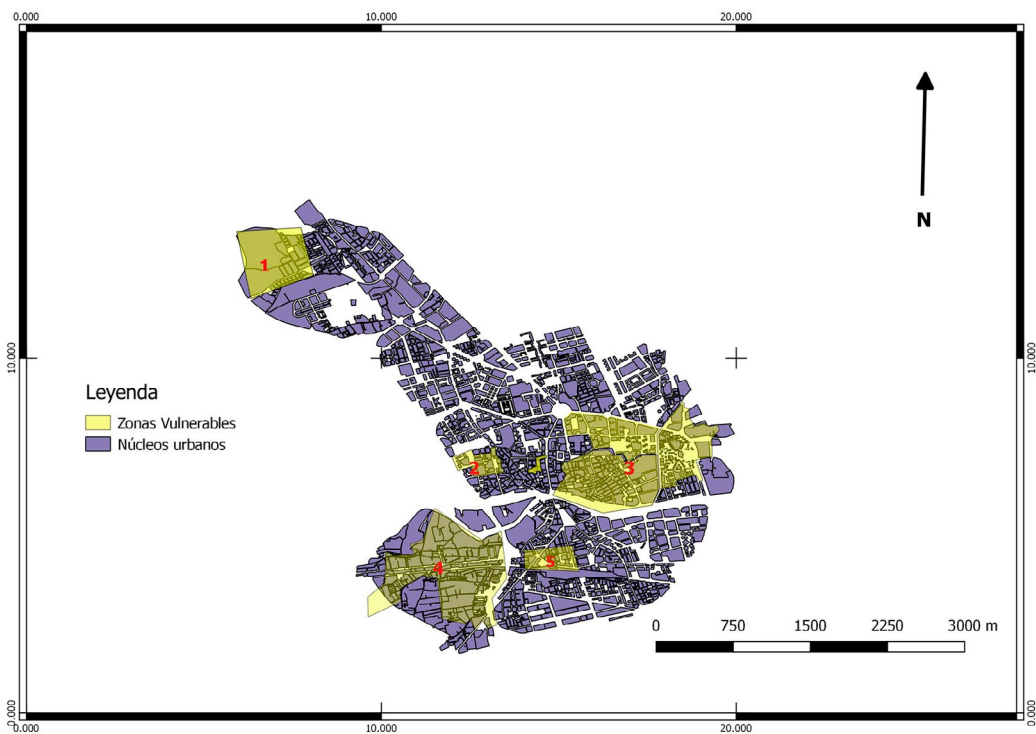 0.000 10.000 20.000
N
1
10.000 10.000
Leyenda
Zonas Vulnerables
Núcleos urbanos
2 3
4 5
0 750 1500 2250 3000 m
0.000 0.000
0.000 10.000 20.000